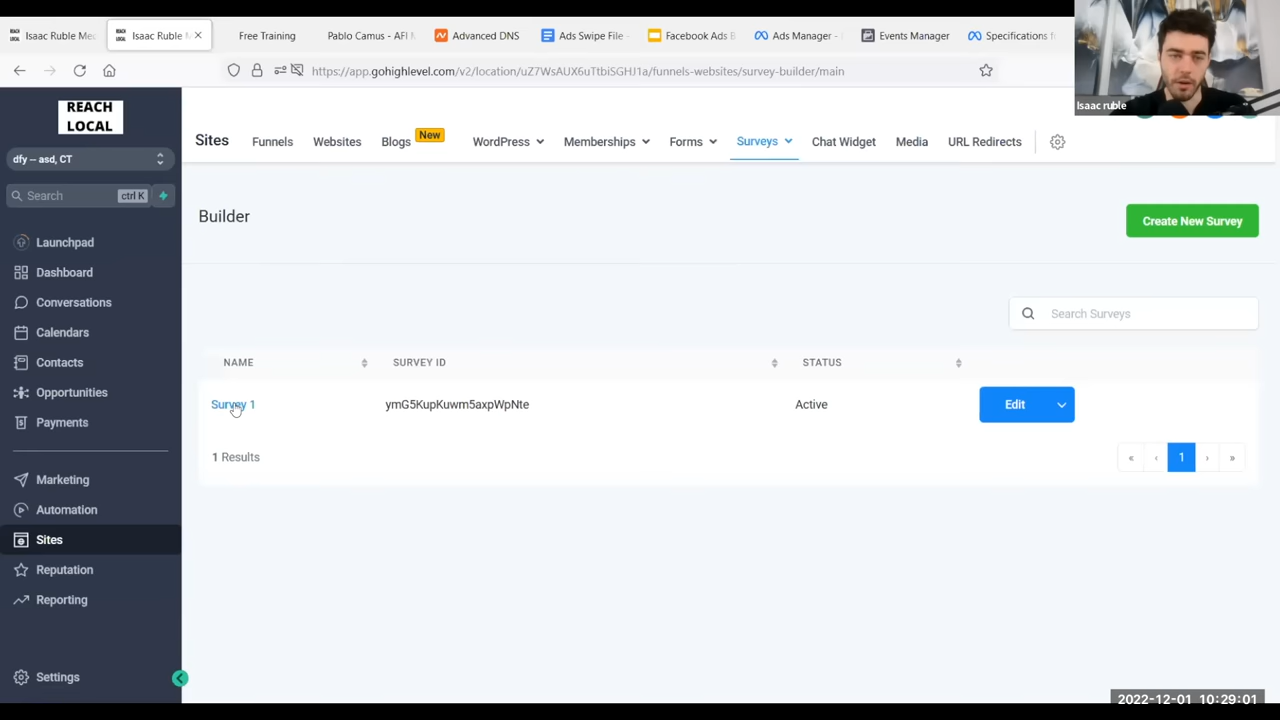 Isaac Ruble Me
Isaac Ruble M
Free Training
Pablo Camus - AFI
Advanced DNS
Ads Swipe File -
Facebook Ads B
Ads Manager -
Events Manager
Specifications f
https://app.gohighlevel.com/v2/location/uZ7WsAUX6uTtbiSGHJ1a/funnels-websites/survey-builder/main
Isaac ruble
REACH
LOCAL
dfy -- asd, CT
Search
ctrl K
Launchpad
Dashboard
Conversations
Calendars
Contacts
Opportunities
Payments
Marketing
Automation
Sites
Reputation
Reporting
Settings
Sites
Funnels
Websites
Blogs
New
WordPress
Memberships
Forms
Surveys
Chat Widget
Media
URL Redirects
Builder
Create New Survey
Search Surveys
NAME
SURVEY ID
STATUS
Survey 1
ymG5KupKuwm5axpWpNte
Active
Edit
1 Results
« ‹ 1 › »
2022-12-01 10:29:01